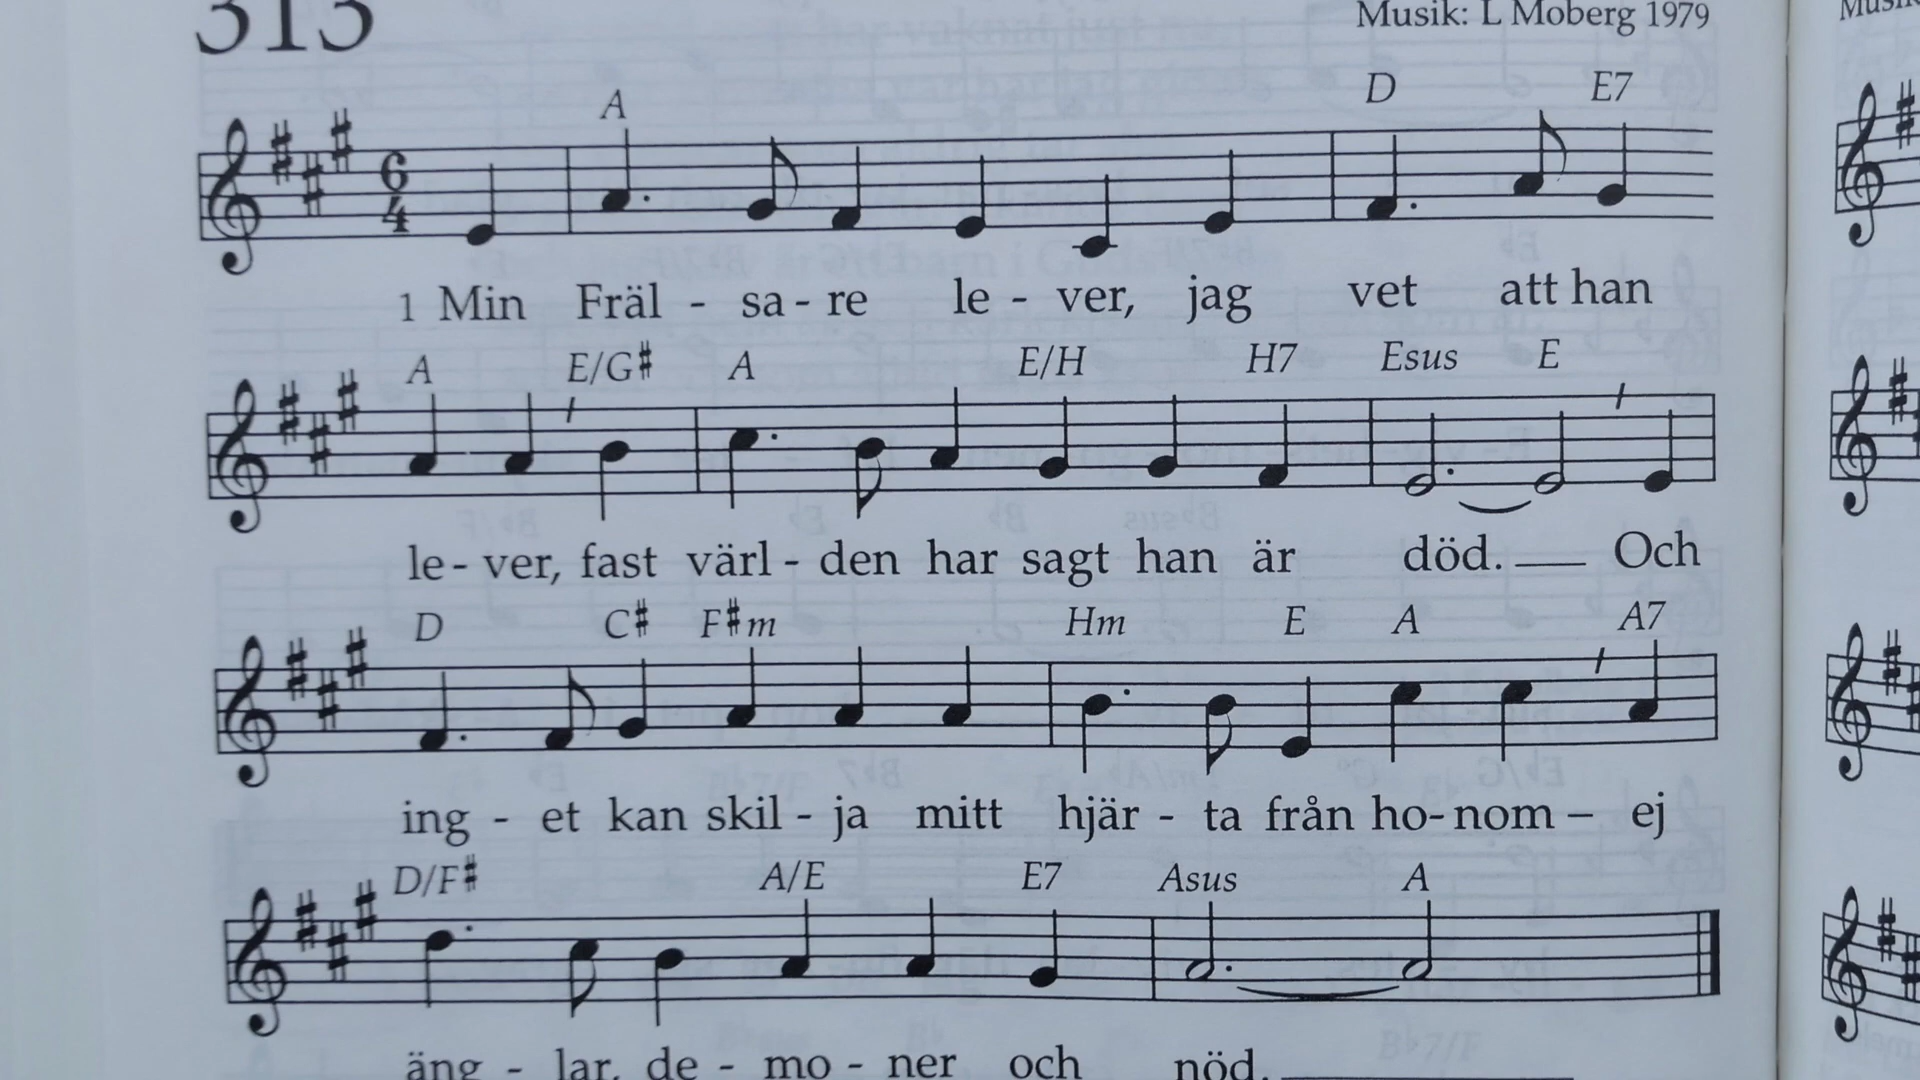 313
Musik: L Moberg 1979
A D E7
6
4
1 Min Fräl - sa - re le - ver, jag vet att han
A E/G# A E/H H7 Esus E
le - ver, fast värl - den har sagt han är död. Och
D C# F#m Hm E A A7
ing - et kan skil - ja mitt hjär - ta från ho - nom – ej
D/F# A/E E7 Asus A
äng - lar, de - mo - ner och nöd.